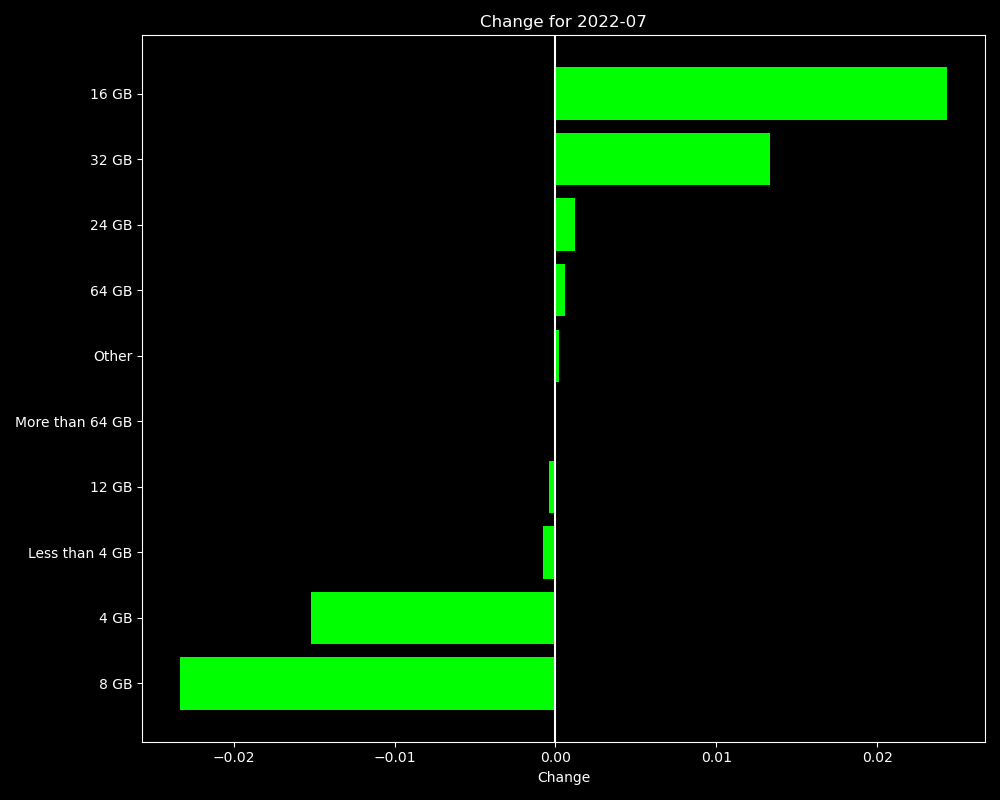 Change for 2022-07
16 GB
32 GB
24 GB
64 GB
Other
More than 64 GB
12 GB
Less than 4 GB
4 GB
8 GB
−0.02 −0.01 0.00 0.01 0.02
Change